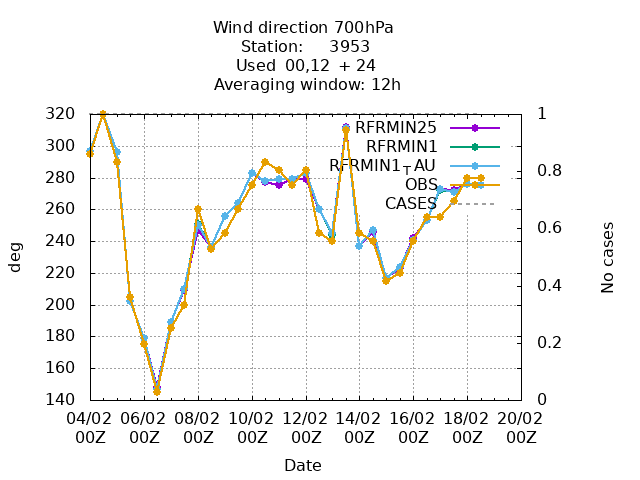 Wind direction 700hPa
Station: 3953
Used 00,12 + 24
Averaging window: 12h
320
300
280
260
240
220
200
180
160
140
deg
1
0.8
0.6
0.4
0.2
0
No cases
RFRMIN25
RFRMIN1
RFRMIN1TAU
OBS
CASES
04/02 06/02 08/02 10/02 12/02 14/02 16/02 18/02 20/02
00Z 00Z 00Z 00Z 00Z 00Z 00Z 00Z 00Z
Date